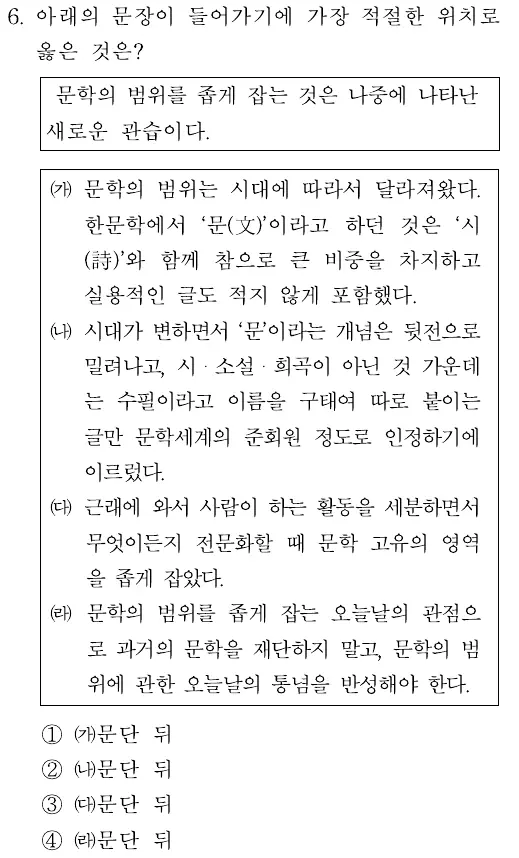 6. 아래의 문장이 들어가기에 가장 적절한 위치로
옳은 것은?
문학의 범위를 좁게 잡는 것은 나중에 나타난
새로운 관습이다.
㈎ 문학의 범위는 시대에 따라서 달라져왔다.
한문학에서 ‘문(文)’이라고 하던 것은 ‘시
(詩)’와 함께 참으로 큰 비중을 차지하고
실용적인 글도 적지 않게 포함했다.
㈏ 시대가 변하면서 ‘문’이라는 개념은 뒷전으로
밀려나고, 시·소설·희곡이 아닌 것 가운데
는 수필이라고 이름을 구태여 따로 붙이는
글만 문학세계의 준회원 정도로 인정하기에
이르렀다.
㈐ 근래에 와서 사람이 하는 활동을 세분하면서
무엇이든지 전문화할 때 문학 고유의 영역
을 좁게 잡았다.
㈑ 문학의 범위를 좁게 잡는 오늘날의 관점으
로 과거의 문학을 재단하지 말고, 문학의 범
위에 관한 오늘날의 통념을 반성해야 한다.
① ㈎문단 뒤
② ㈏문단 뒤
③ ㈐문단 뒤
④ ㈑문단 뒤